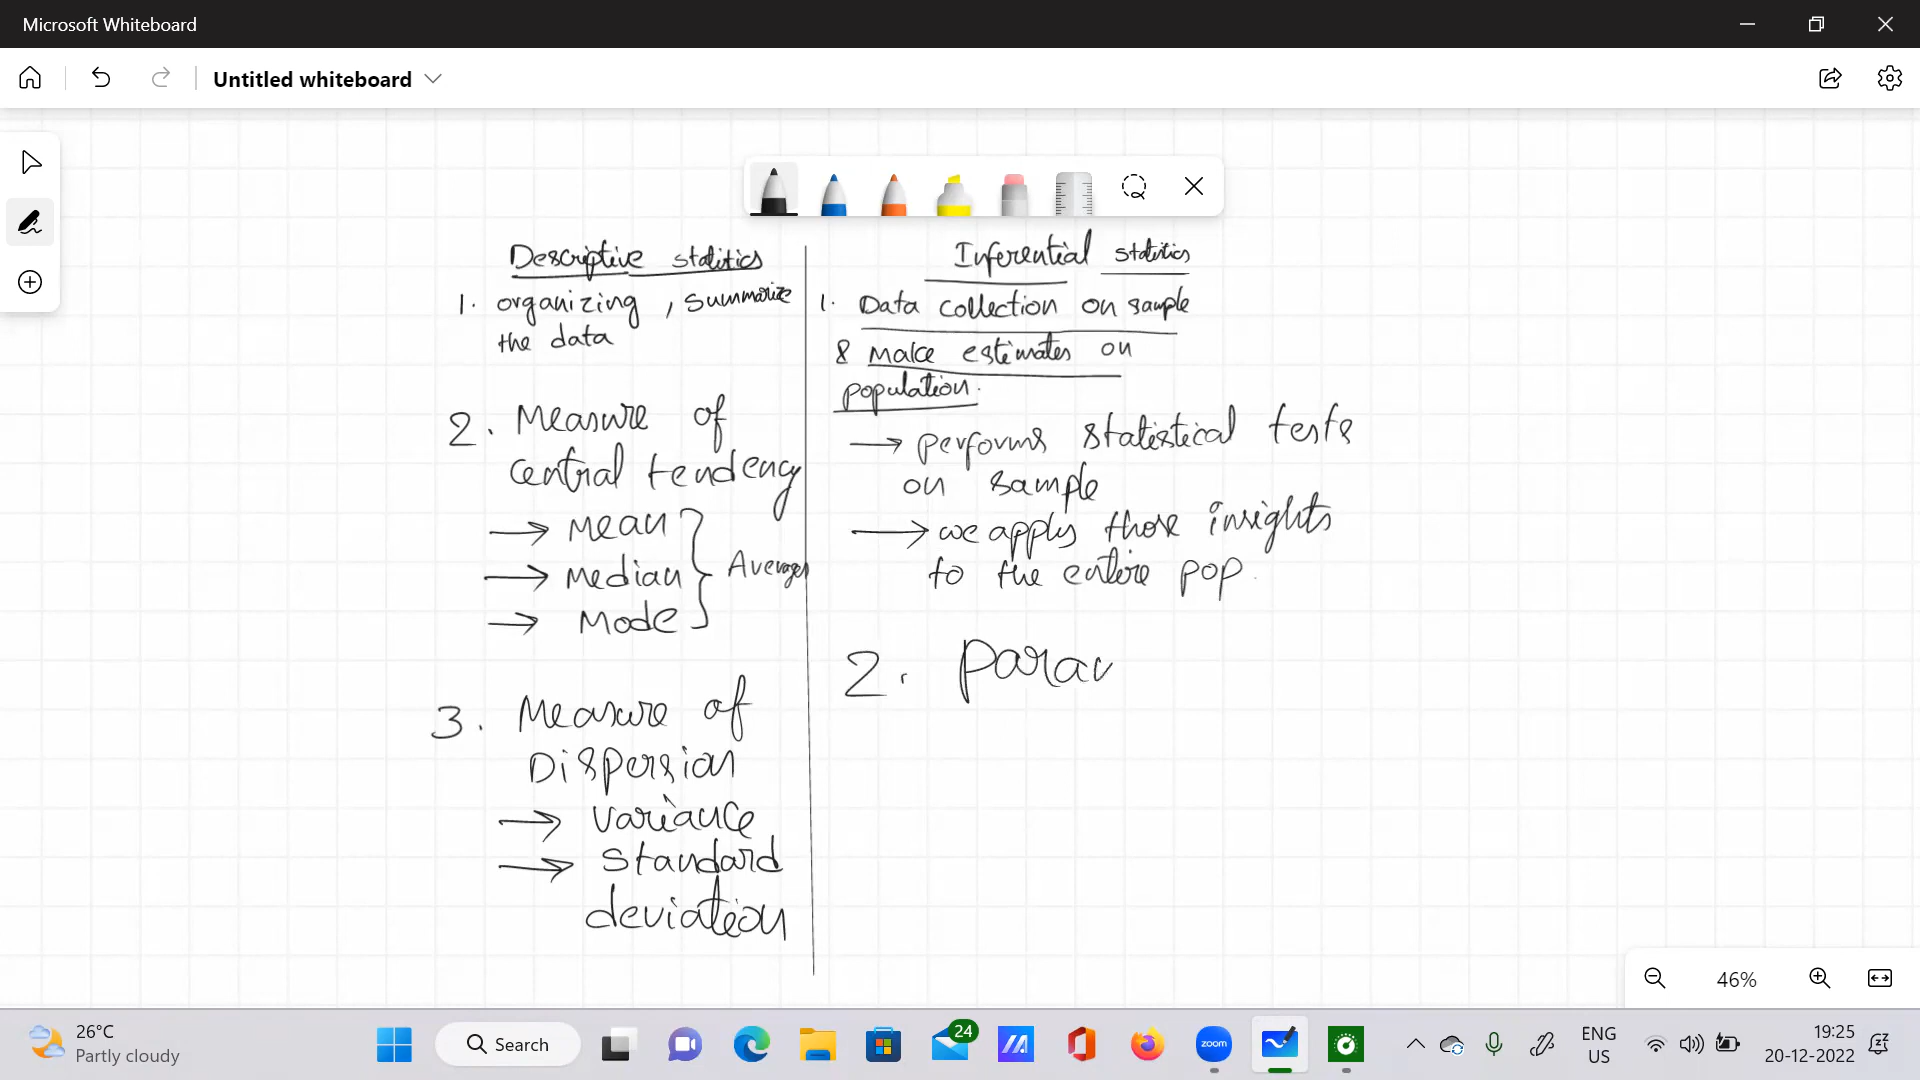 Microsoft Whiteboard
Untitled whiteboard
Descriptive statistics
1. organizing, summarize
the data
2. Measure of
central tendency
→ Mean
→ Median
→ Mode
Averages
3. Measure of
Dispersion
→ variance
→ standard
deviation
Inferential statistics
1. Data collection on sample
& make estimates on
population.
→ performs statistical tests
on sample
→ we apply those insights
to the entire pop.
2. Para
46%
26°C
Partly cloudy
Search
24
zoom
ENG
US
19:25
20-12-2022